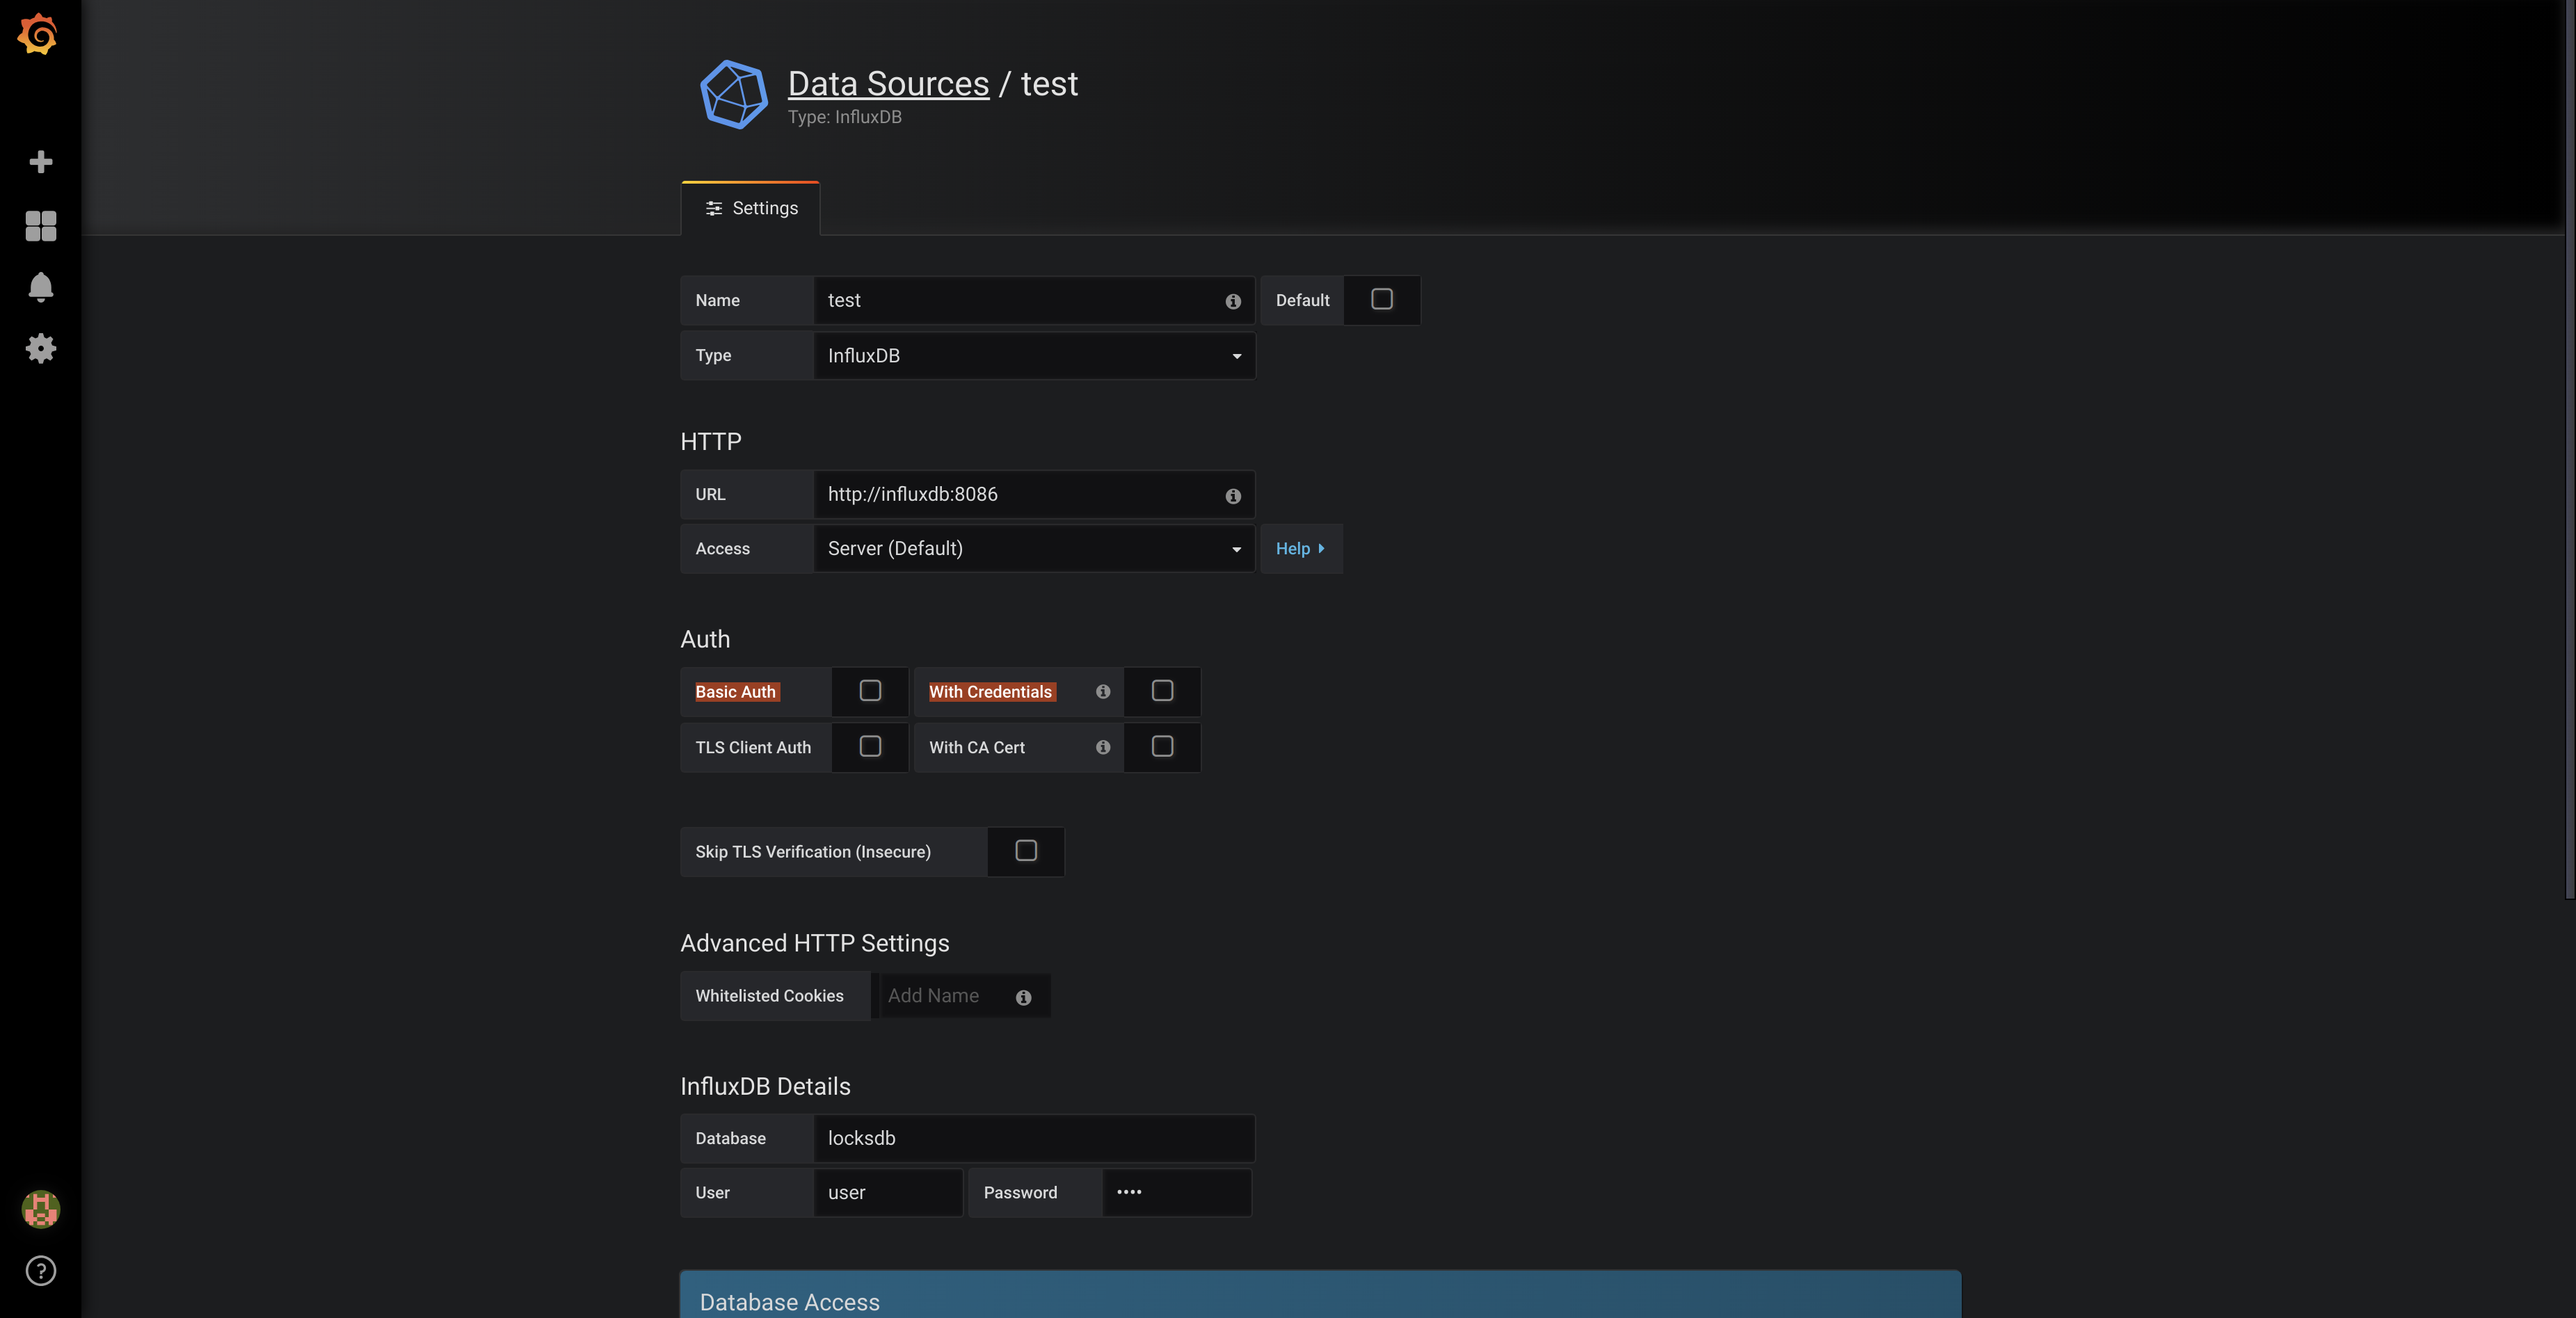 Data Sources / test
Type: InfluxDB
Settings
Name test Default
Type InfluxDB
HTTP
URL http://influxdb:8086
Access Server (Default) Help
Auth
Basic Auth With Credentials
TLS Client Auth With CA Cert
Skip TLS Verification (Insecure)
Advanced HTTP Settings
Whitelisted Cookies Add Name
InfluxDB Details
Database locksdb
User user Password ••••
Database Access